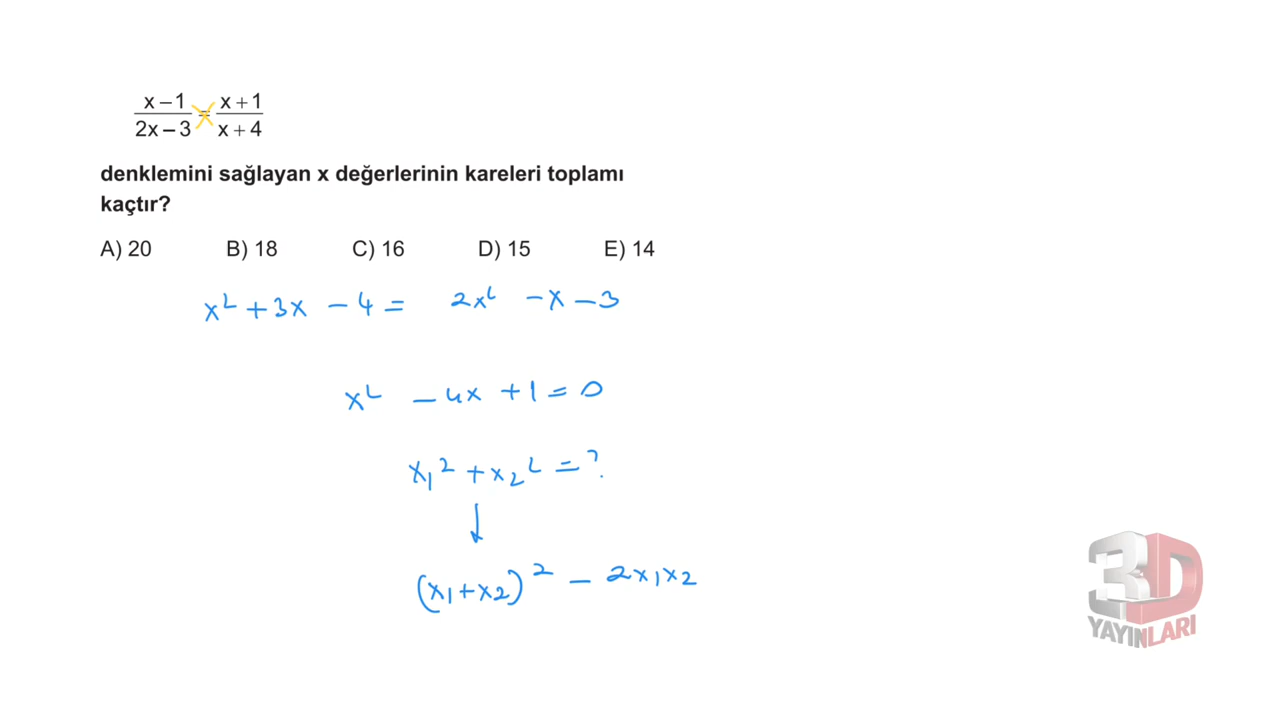 x – 1 / 2x – 3 = x + 1 / x + 4
denklemini sağlayan x değerlerinin kareleri toplamı
kaçtır?
A) 20 B) 18 C) 16 D) 15 E) 14
x² + 3x - 4 = 2x² - x - 3
x² - 4x + 1 = 0
x₁² + x₂² = ?
(x₁ + x₂)² - 2x₁x₂
3D
YAYINLARI